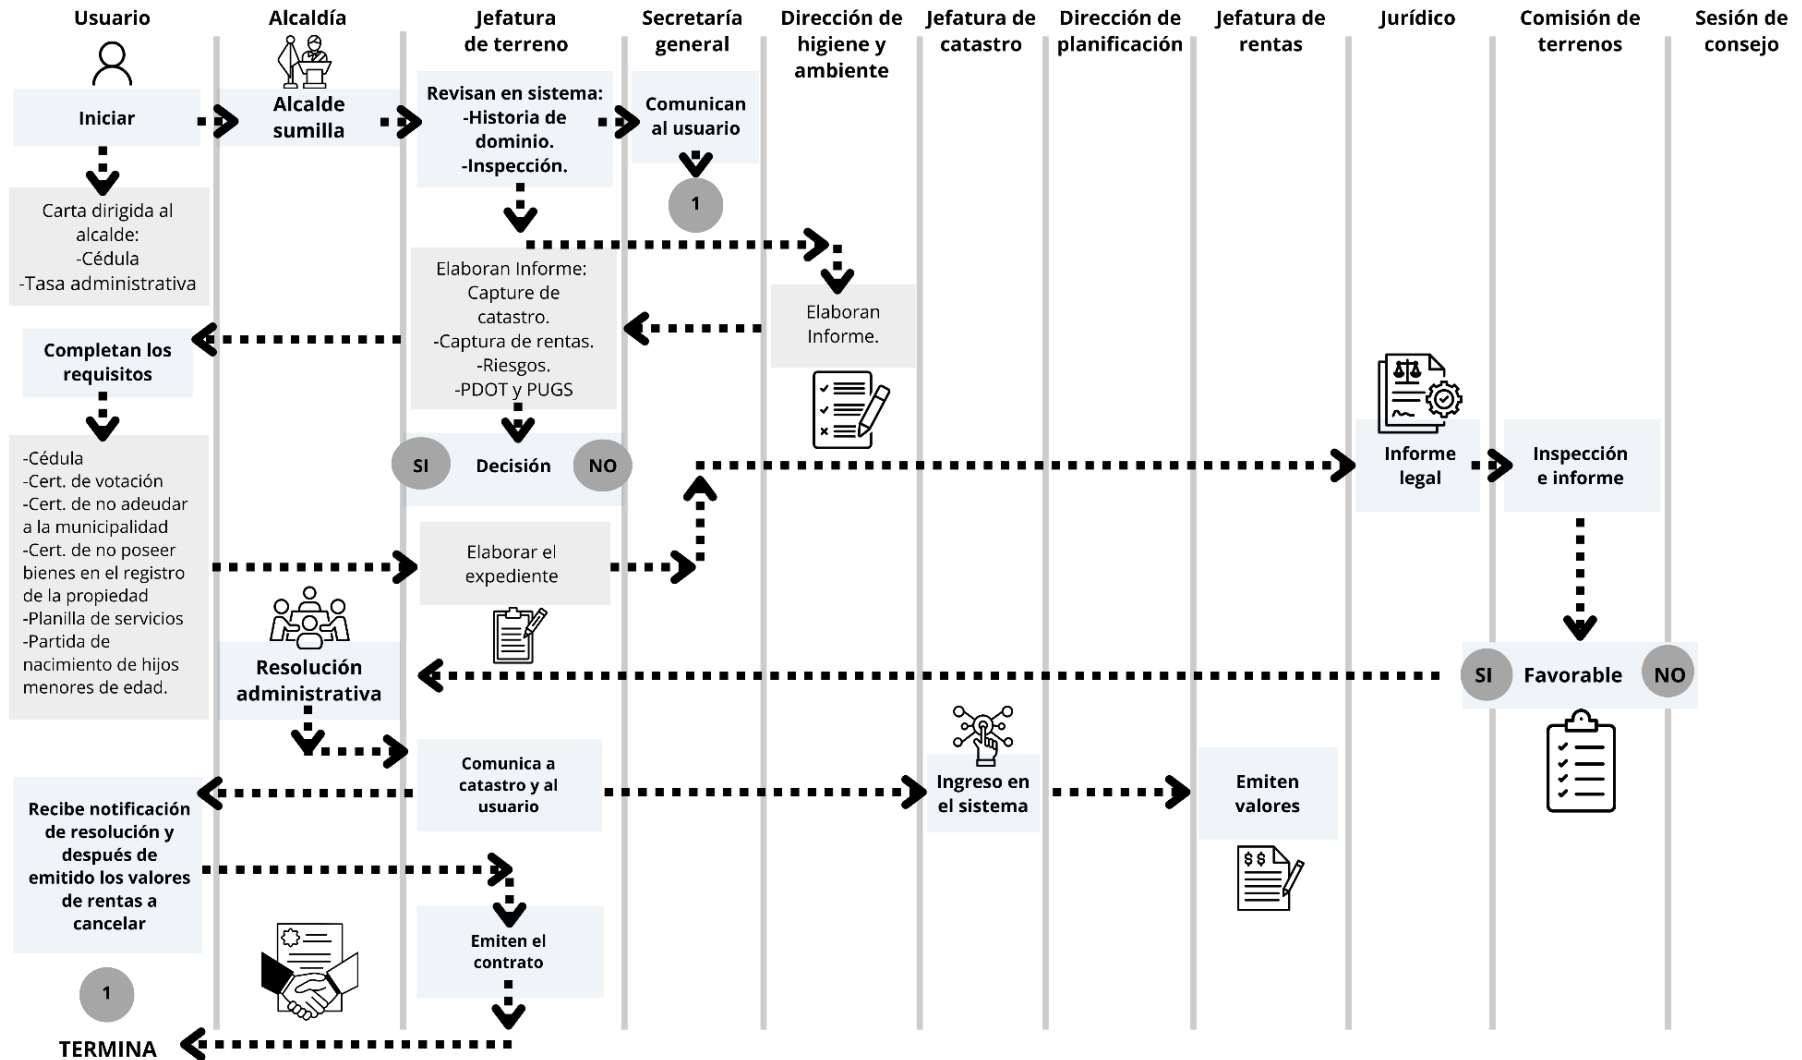 Usuario
Alcaldía
Jefatura
de terreno
Secretaría
general
Dirección de
higiene y
ambiente
Jefatura de
catastro
Dirección de
planificación
Jefatura de
rentas
Jurídico
Comisión de
terrenos
Sesión de
consejo
Iniciar
Alcalde
sumilla
Revisan en sistema:
-Historia de
dominio.
-Inspección.
Comunican
al usuario
1
Carta dirigida al
alcalde:
-Cédula
-Tasa administrativa
Elaboran Informe:
Capture de
catastro.
-Captura de rentas.
-Riesgos.
-PDOT y PUGS
Elaboran
Informe.
Completan los
requisitos
SI
Decisión
NO
Informe
legal
Inspección
e informe
-Cédula
-Cert. de votación
-Cert. de no adeudar
a la municipalidad
-Cert. de no poseer
bienes en el registro
de la propiedad
-Planilla de servicios
-Partida de
nacimiento de hijos
menores de edad.
Elaborar el
expediente
Resolución
administrativa
SI
Favorable
NO
Comunica a
catastro y al
usuario
Ingreso en
el sistema
Emiten
valores
$ $
Recibe notificación
de resolución y
después de
emitido los valores
de rentas a
cancelar
Emiten el
contrato
1
TERMINA